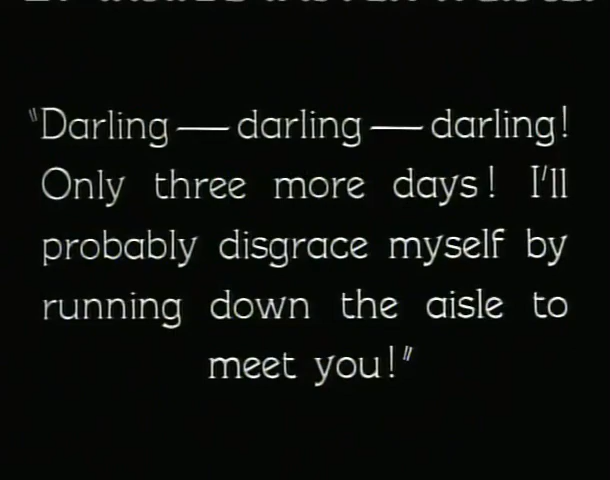 "Darling — darling — darling!
Only three more days! I'll
probably disgrace myself by
running down the aisle to
meet you!"